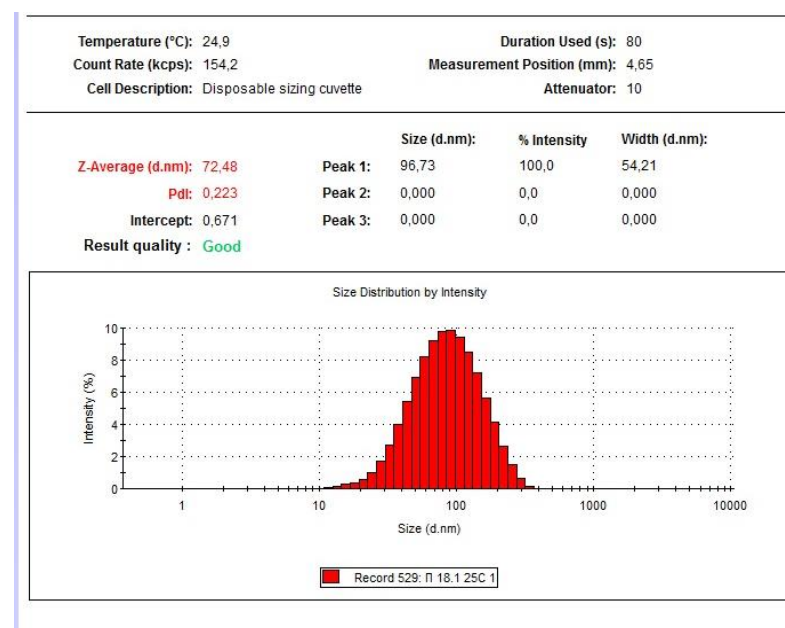 Temperature (°C): 24,9 Duration Used (s): 80
Count Rate (kcps): 154,2 Measurement Position (mm): 4,65
Cell Description: Disposable sizing cuvette Attenuator: 10
Size (d.nm): % Intensity Width (d.nm):
Z-Average (d.nm): 72,48 Peak 1: 96,73 100,0 54,21
PdI: 0,223 Peak 2: 0,000 0,0 0,000
Intercept: 0,671 Peak 3: 0,000 0,0 0,000
Result quality : Good
Size Distribution by Intensity
Intensity (%)
10
8
6
4
2
0
1 10 100 1000 10000
Size (d.nm)
Record 529: П 18.1 25C 1